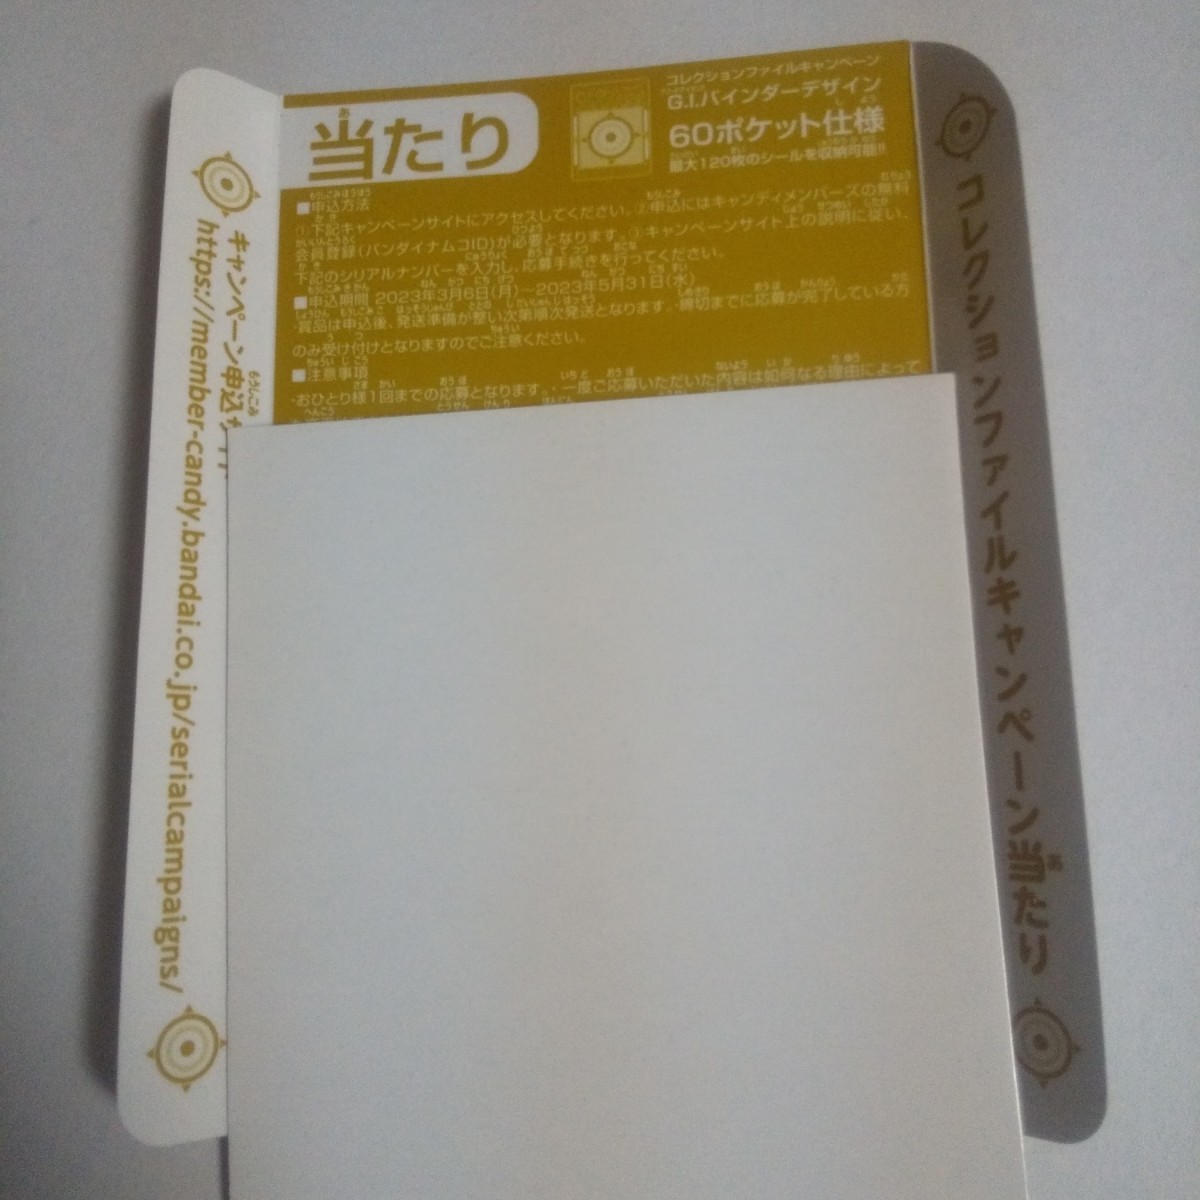 当たり
コレクションファイルキャンペーン
G.I.バインダーデザイン
60ポケット仕様
最大120枚のシールを収納可能!!
■申込方法
①下記キャンペーンサイトにアクセスしてください。②申込にはキャンディメンバーズの無料
会員登録(バンダイナムコID)が必要となります。③キャンペーンサイト上の説明に従い、
下記のシリアルナンバーを入力し、応募手続きを行ってください。
■申込期間 2023年3月6日(月)～2023年5月31日(水)
・賞品は申込後、発送準備が整い次第順次発送となります。・締切までに応募が完了している方
のみ受け付けとなりますのでご注意ください。
■注意事項
・おひとり様1回までの応募となります。・一度ご応募いただいた内容は如何なる理由によって
キャンペーン申込
https://member-candy.bandai.co.jp/serialcampaigns/
コレクションファイルキャンペーン当たり